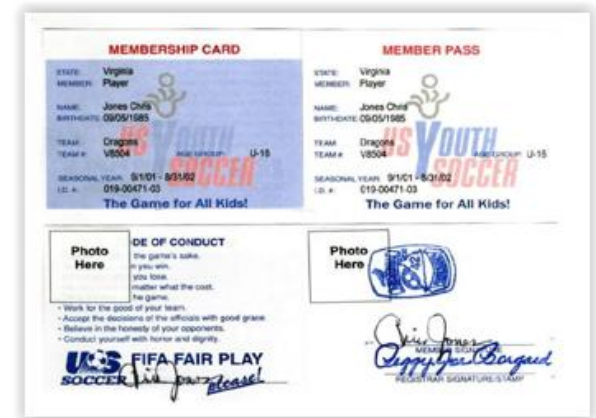 MEMBERSHIP CARD
STATE: Virginia
MEMBER: Player
NAME: Jones Chris
BIRTHDATE: 09/05/1985
TEAM: Dragons
TEAM #: V8504 AGE GROUP: U-15
SEASONAL YEAR: 9/1/01 - 8/31/02
I.D. #: 019-00471-03
US YOUTH SOCCER
The Game for All Kids!
MEMBER PASS
STATE: Virginia
MEMBER: Player
NAME: Jones Chris
BIRTHDATE: 09/05/1985
TEAM: Dragons
TEAM #: V8504 AGE GROUP: U-15
SEASONAL YEAR: 9/1/01 - 8/31/02
I.D. #: 019-00471-03
US YOUTH SOCCER
The Game for All Kids!
Photo Here
DE OF CONDUCT
the game's sake.
you win.
you lose.
matter what the cost.
he game.
- Work for the good of your team.
- Accept the decisions of the officials with good grace.
- Believe in the honesty of your opponents.
- Conduct yourself with honor and dignity.
US SOCCER
FIFA FAIR PLAY
please!
Chris Jones
Photo Here
Chris Jones
MEMBER SIGN
REGISTRAR SIGNATURE/STAMP